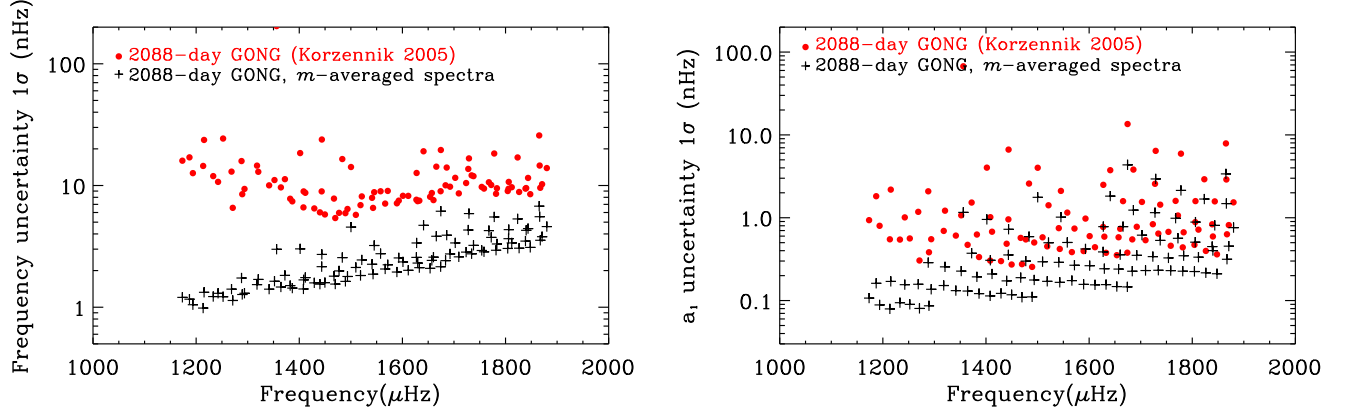 Frequency uncertainty 1σ (nHz)
100
10
1
2088-day GONG (Korzennik 2005)
2088-day GONG, m-averaged spectra
1000 1200 1400 1600 1800 2000
Frequency(μHz)
a₁ uncertainty 1σ (nHz)
100.0
10.0
1.0
0.1
2088-day GONG (Korzennik 2005)
2088-day GONG, m-averaged spectra
1000 1200 1400 1600 1800 2000
Frequency(μHz)